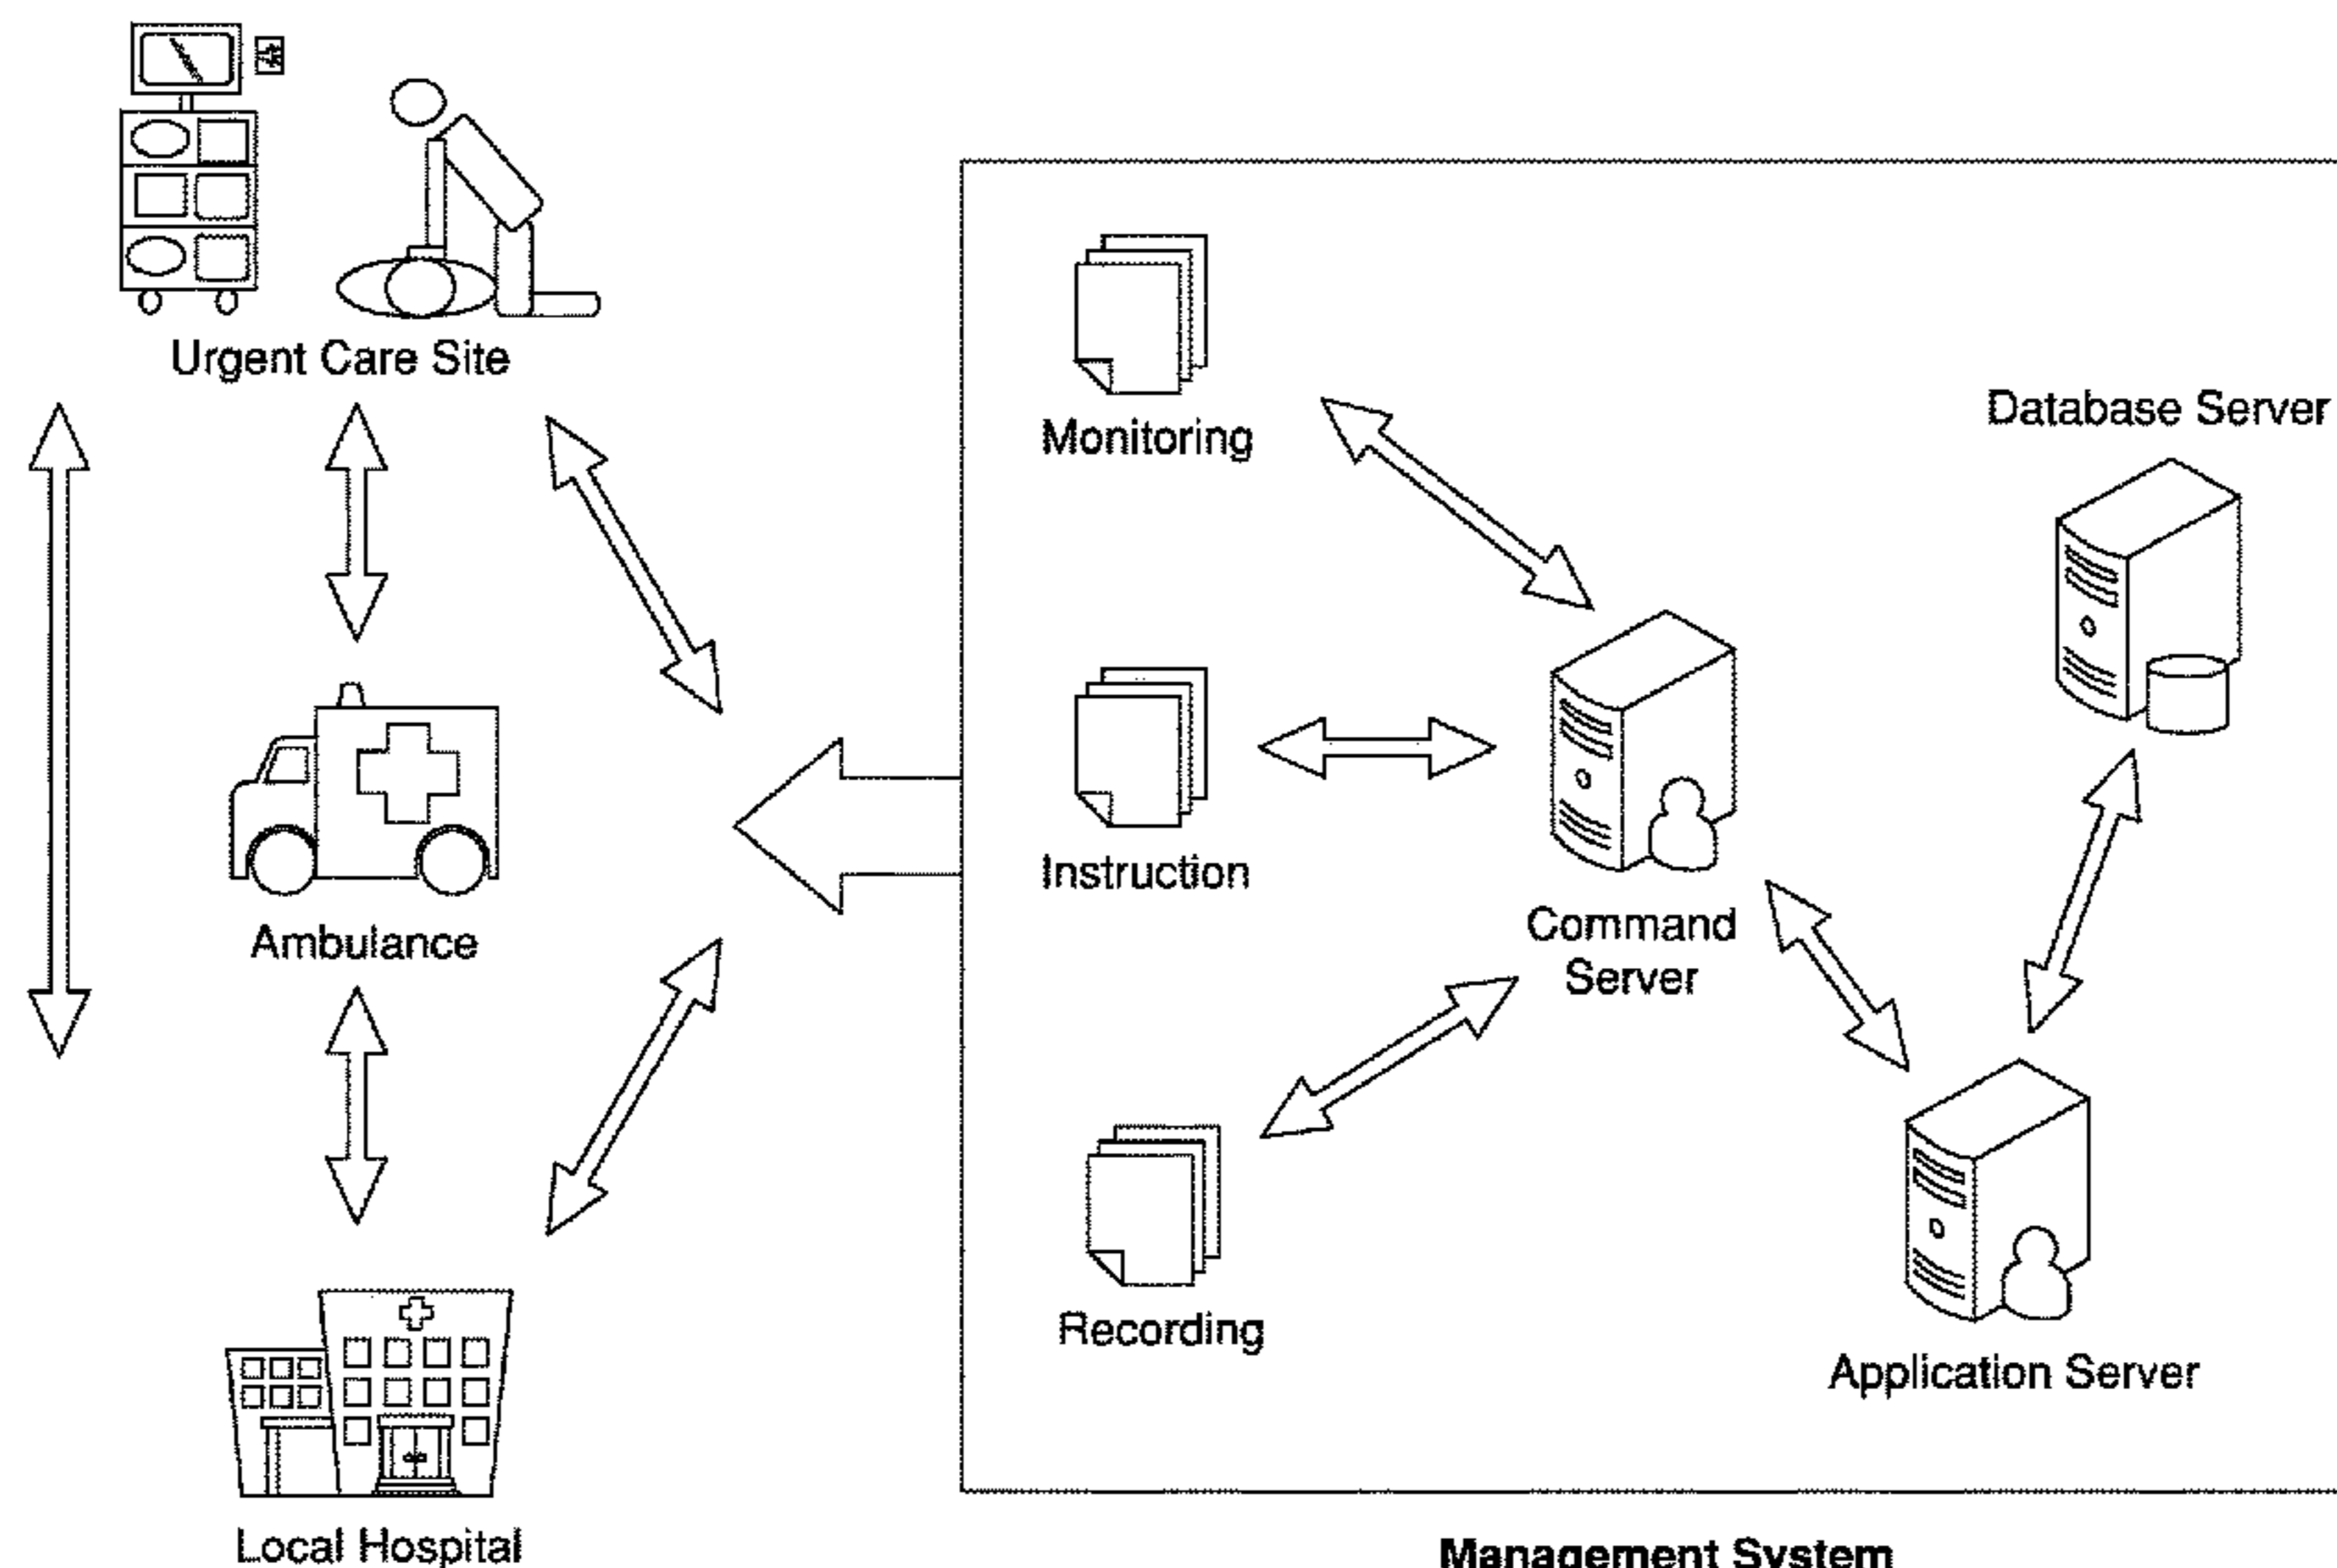 Urgent Care Site
Monitoring
Database Server
Instruction
Ambulance
Command
Server
Recording
Application Server
Local Hospital
Management System